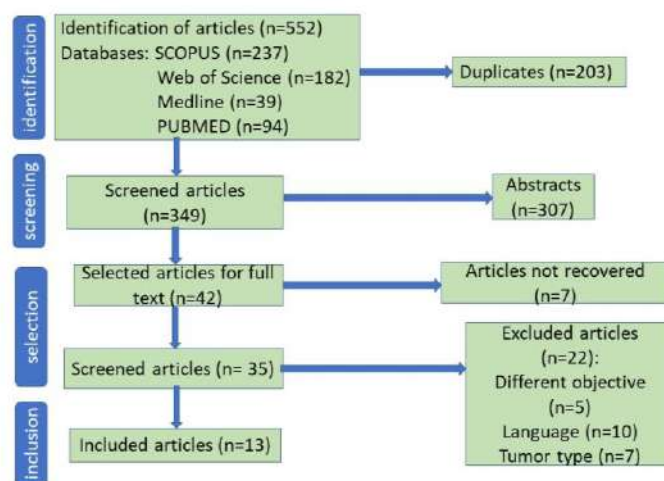 identification
Identification of articles (n=552)
Databases: SCOPUS (n=237)
Web of Science (n=182)
Medline (n=39)
PUBMED (n=94)
Duplicates (n=203)
screening
Screened articles
(n=349)
Abstracts
(n=307)
selection
Selected articles for full
text (n=42)
Articles not recovered
(n=7)
Screened articles (n= 35)
Excluded articles
(n=22):
Different objective
(n=5)
Language (n=10)
Tumor type (n=7)
inclusion
Included articles (n=13)